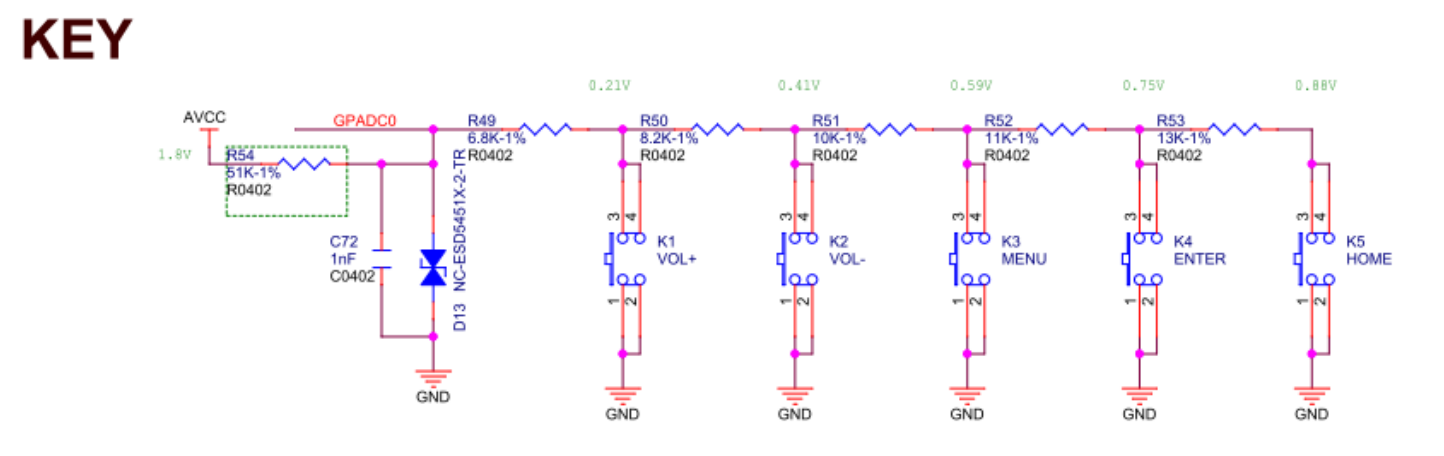 KEY
0.21V
0.41V
0.59V
0.75V
0.88V
AVCC
GPADC0
1.8V
R54
51K-1%
R0402
R49
6.8K-1%
R0402
R50
8.2K-1%
R0402
R51
10K-1%
R0402
R52
11K-1%
R0402
R53
13K-1%
R0402
C72
1nF
C0402
D13 NC-ESD5451X-2-TR
GND
3
4
K1
VOL+
1
2
GND
3
4
K2
VOL-
1
2
GND
3
4
K3
MENU
1
2
GND
3
4
K4
ENTER
1
2
GND
3
4
K5
HOME
1
2
GND